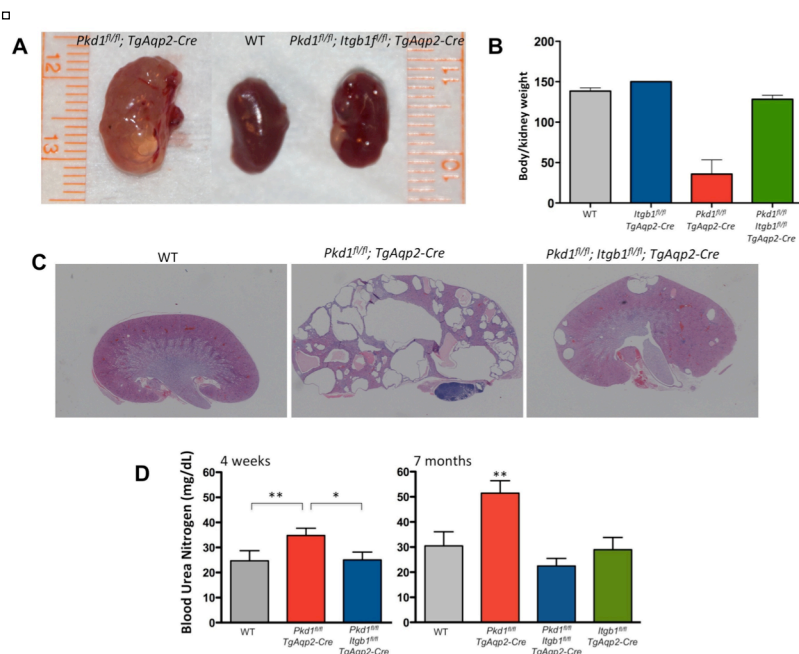 A
Pkd1fl/fl; TgAqp2-Cre WT Pkd1fl/fl; Itgb1f/fl; TgAqp2-Cre
12
13
11
10
B
Body/kidney weight
200
150
100
50
0
WT
Itgb1fl/fl
TgAqp2-Cre
Pkd1fl/fl
TgAqp2-Cre
Pkd1fl/fl
Itgb1fl/fl
TgAqp2-Cre
C
WT
Pkd1fl/fl; TgAqp2-Cre
Pkd1fl/fl; Itgb1fl/fl; TgAqp2-Cre
D
Blood Urea Nitrogen (mg/dL)
4 weeks
60
50
40
30
20
10
0
** *
WT
Pkd1fl/fl
TgAqp2-Cre
Pkd1fl/fl
Itgb1fl/fl
TgAqp2-Cre
7 months
60
50
40
30
20
10
0
**
WT
Pkd1fl/fl
TgAqp2-Cre
Pkd1fl/fl
Itgb1fl/fl
TgAqp2-Cre
Itgb1fl/fl
TgAqp2-Cre